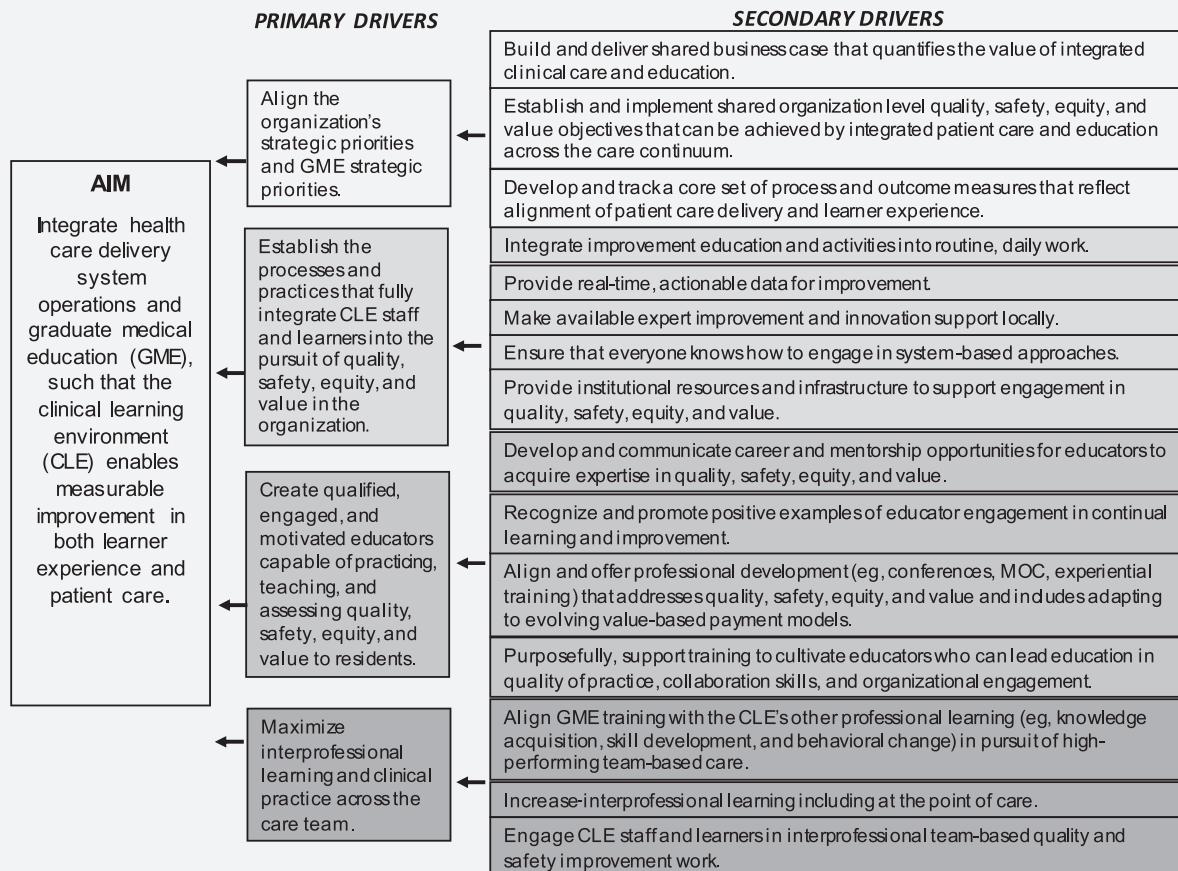 PRIMARY DRIVERS
SECONDARY DRIVERS
AIM
Integrate health
care delivery
system
operations and
graduate medical
education (GME),
such that the
clinical learning
environment
(CLE) enables
measurable
improvement in
both learner
experience and
patient care.
Align the
organization's
strategic priorities
and GME strategic
priorities.
Build and deliver shared business case that quantifies the value of integrated
clinical care and education.
Establish and implement shared organization level quality, safety, equity, and
value objectives that can be achieved by integrated patient care and education
across the care continuum.
Develop and track a core set of process and outcome measures that reflect
alignment of patient care delivery and learner experience.
Establish the
processes and
practices that fully
integrate CLE staff
and learners into the
pursuit of quality,
safety, equity, and
value in the
organization.
Integrate improvement education and activities into routine, daily work.
Provide real-time, actionable data for improvement.
Make available expert improvement and innovation support locally.
Ensure that everyone knows how to engage in system-based approaches.
Provide institutional resources and infrastructure to support engagement in
quality, safety, equity, and value.
Create qualified,
engaged, and
motivated educators
capable of practicing,
teaching, and
assessing quality,
safety, equity, and
value to residents.
Develop and communicate career and mentorship opportunities for educators to
acquire expertise in quality, safety, equity, and value.
Recognize and promote positive examples of educator engagement in continual
learning and improvement.
Align and offer professional development (eg, conferences, MOC, experiential
training) that addresses quality, safety, equity, and value and includes adapting
to evolving value-based payment models.
Purposefully, support training to cultivate educators who can lead education in
quality of practice, collaboration skills, and organizational engagement.
Maximize
interprofessional
learning and clinical
practice across the
care team.
Align GME training with the CLE's other professional learning (eg, knowledge
acquisition, skill development, and behavioral change) in pursuit of high-
performing team-based care.
Increase-interprofessional learning including at the point of care.
Engage CLE staff and learners in interprofessional team-based quality and
safety improvement work.